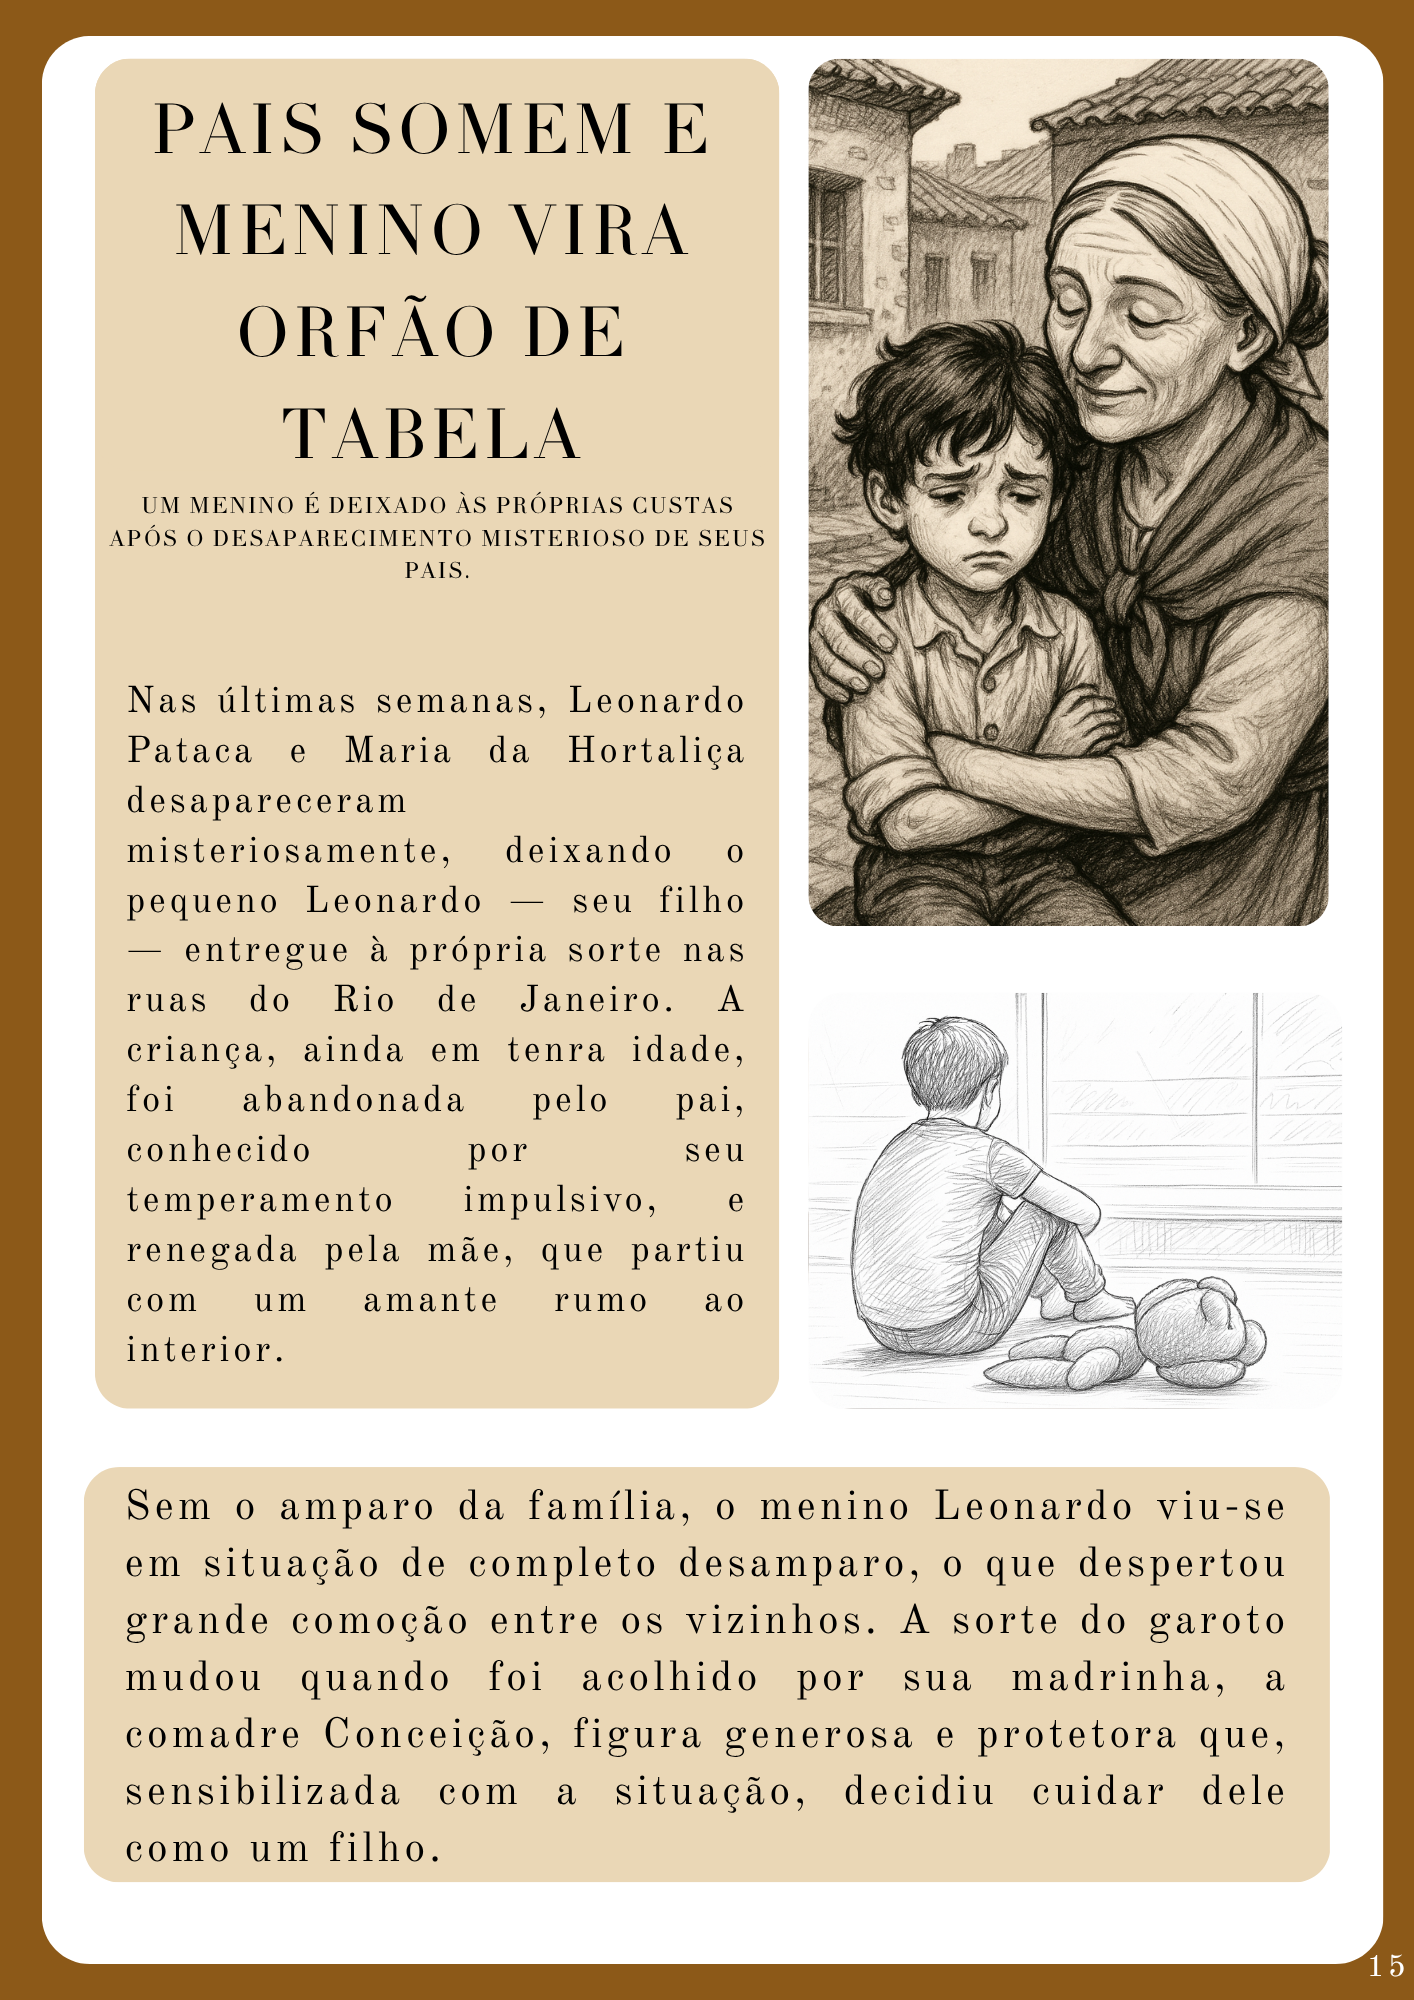 PAIS SOMEM E
MENINO VIRA
ORFÃO DE
TABELA
UM MENINO É DEIXADO ÀS PRÓPRIAS CUSTAS
APÓS O DESAPARECIMENTO MISTERIOSO DE SEUS
PAIS.
Nas últimas semanas, Leonardo
Pataca e Maria da Hortaliça
desapareceram
misteriosamente, deixando o
pequeno Leonardo — seu filho
— entregue à própria sorte nas
ruas do Rio de Janeiro. A
criança, ainda em tenra idade,
foi abandonada pelo pai,
conhecido por seu
temperamento impulsivo, e
renegada pela mãe, que partiu
com um amante rumo ao
interior.
Sem o amparo da família, o menino Leonardo viu-se
em situação de completo desamparo, o que despertou
grande comoção entre os vizinhos. A sorte do garoto
mudou quando foi acolhido por sua madrinha, a
comadre Conceição, figura generosa e protetora que,
sensibilizada com a situação, decidiu cuidar dele
como um filho.
15